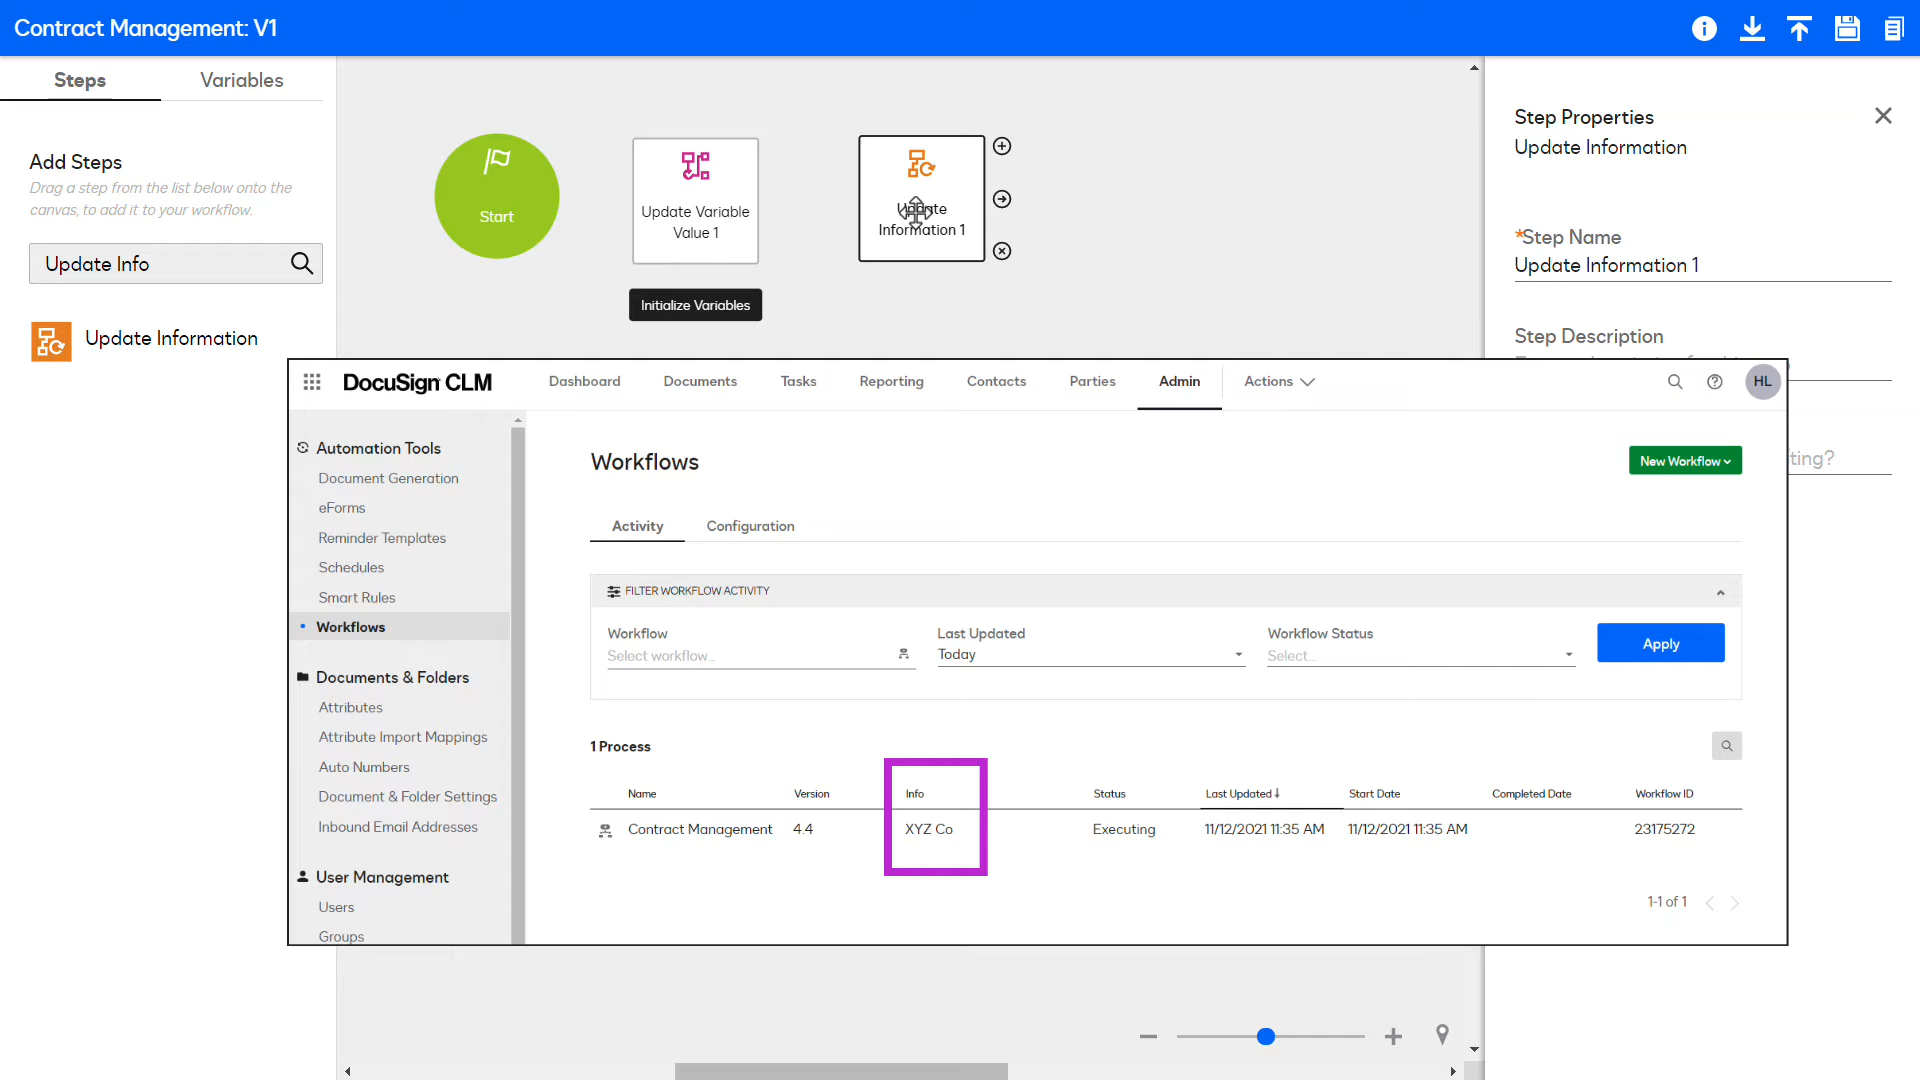 Contract Management: V1
Steps
Variables
Add Steps
Drag a step from the list below onto the
canvas, to add it to your workflow.
Update Info
Update Information
Start
Update Variable
Value 1
Initialize Variables
Update
Information 1
Step Properties
Update Information
*Step Name
Update Information 1
Step Description
ting?
DocuSign CLM
Dashboard
Documents
Tasks
Reporting
Contacts
Parties
Admin
Actions
HL
Automation Tools
Document Generation
eForms
Reminder Templates
Schedules
Smart Rules
Workflows
Documents & Folders
Attributes
Attribute Import Mappings
Auto Numbers
Document & Folder Settings
Inbound Email Addresses
User Management
Users
Groups
Workflows
New Workflow
Activity
Configuration
FILTER WORKFLOW ACTIVITY
Workflow
Select workflow...
Last Updated
Today
Workflow Status
Select...
Apply
1 Process
Name Version Info Status Last Updated Start Date Completed Date Workflow ID
Contract Management 4.4 XYZ Co Executing 11/12/2021 11:35 AM 11/12/2021 11:35 AM 23175272
1-1 of 1